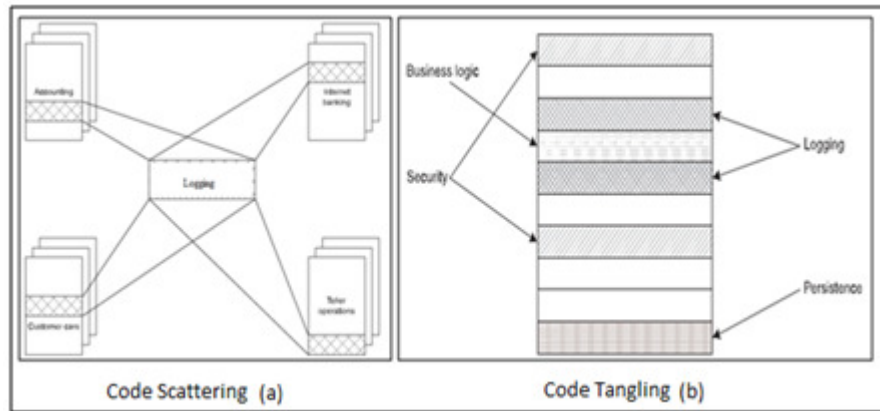 Accounting
Internet
banking
Logging
Customer care
Teller
operations
Code Scattering (a)
Business logic
Security
Logging
Persistence
Code Tangling (b)